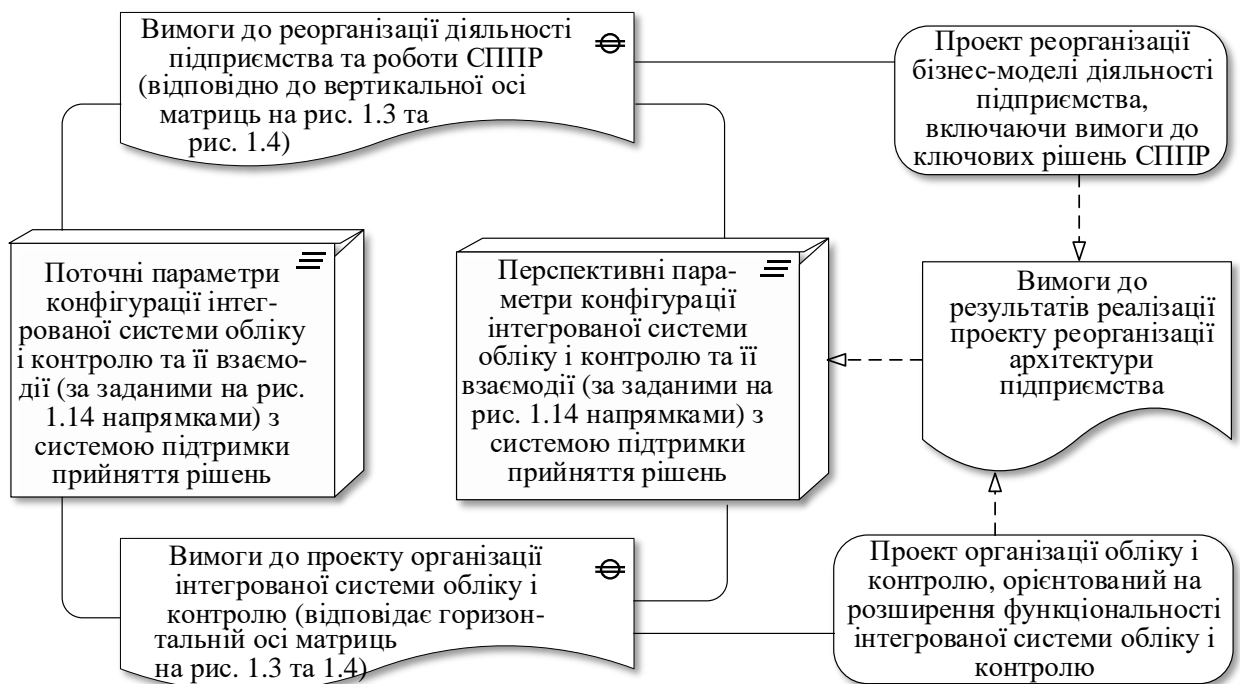 Вимоги до реорганізації діяльності
підприємства та роботи СППР
(відповідно до вертикальної осі
матриць на рис. 1.3 та
рис. 1.4)
Проект реорганізації
бізнес-моделі діяльності
підприємства,
включаючи вимоги до
ключових рішень СППР
Поточні параметри
конфігурації інтег-
рованої системи обліку
і контролю та її взаємо-
дії (за заданими на рис.
1.14 напрямками) з
системою підтримки
прийняття рішень
Перспективні пара-
метри конфігурації
інтегрованої системи
обліку і контролю та її
взаємодії (за заданими на
рис. 1.14 напрямками) з
системою підтримки
прийняття рішень
Вимоги до
результатів реалізації
проекту реорганізації
архітектури
підприємства
Вимоги до проекту організації
інтегрованої системи обліку і
контролю (відповідає горизон-
тальній осі матриць
на рис. 1.3 та 1.4)
Проект організації обліку і
контролю, орієнтований на
розширення функціональності
інтегрованої системи обліку і
контролю